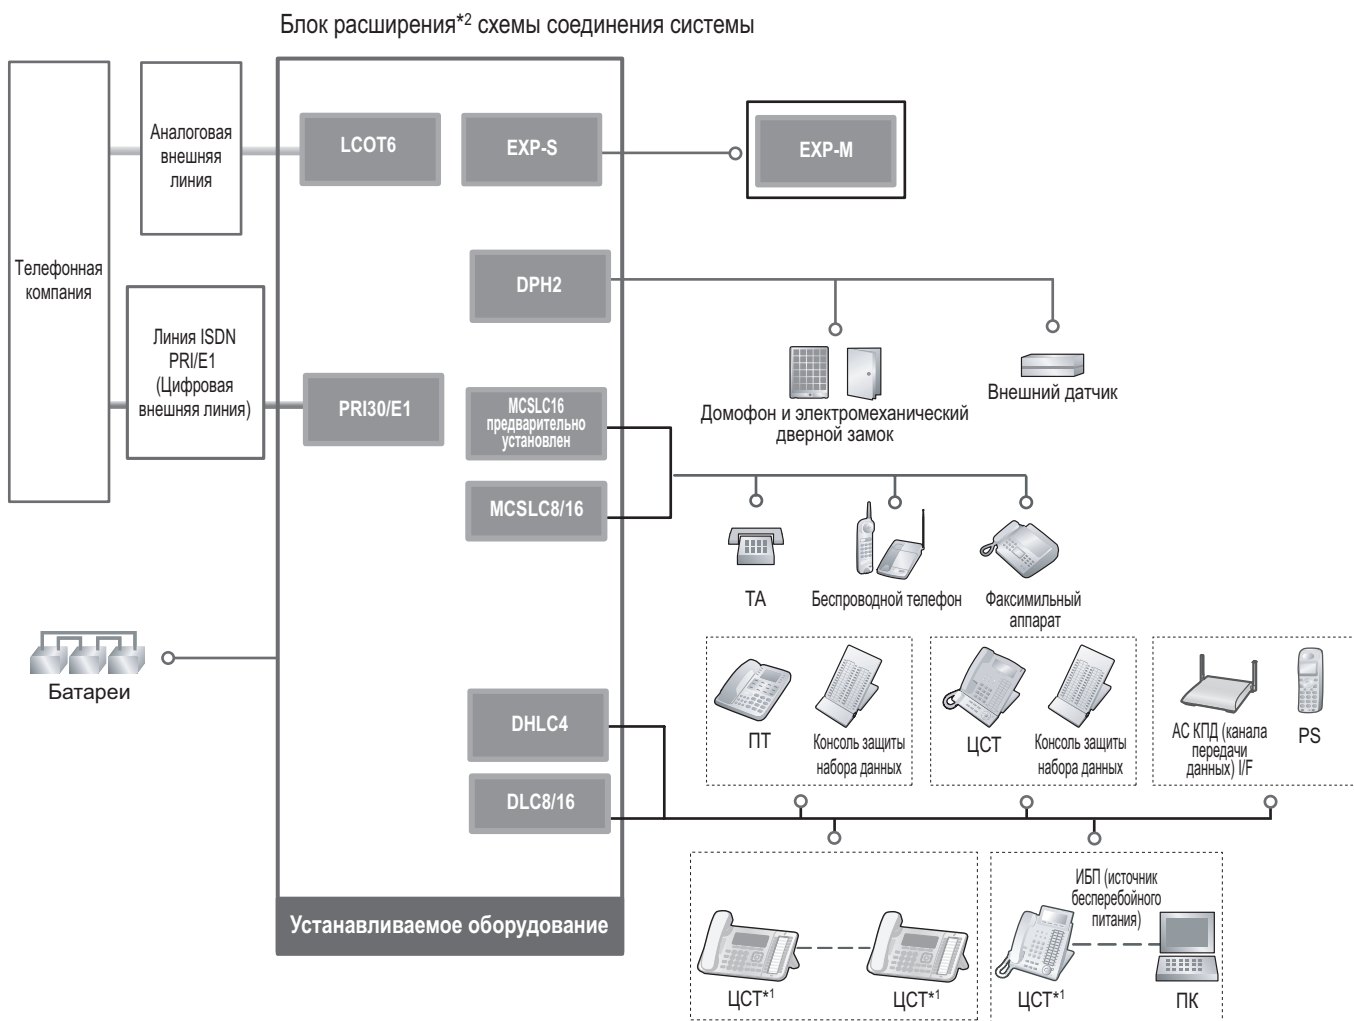 Блок расширения*2 схемы соединения системы
Аналоговая
внешняя
линия
LCOT6
EXP-S
EXP-M
Телефонная
компания
DPH2
Линия ISDN
PRI/E1
(Цифровая
внешняя линия)
PRI30/E1
MCSLC16
предварительно
установлен
Домофон и электромеханический
дверной замок
Внешний датчик
MCSLC8/16
ТА
Беспроводной телефон
Факсимильный
аппарат
Батареи
DHLC4
ПТ
Консоль защиты
набора данных
ЦСТ
Консоль защиты
набора данных
АС КПД (канала
передачи
данных) I/F
PS
DLC8/16
Устанавливаемое оборудование
ЦСТ*1
ЦСТ*1
ИБП (источник
бесперебойного
питания)
ЦСТ*1
ПК